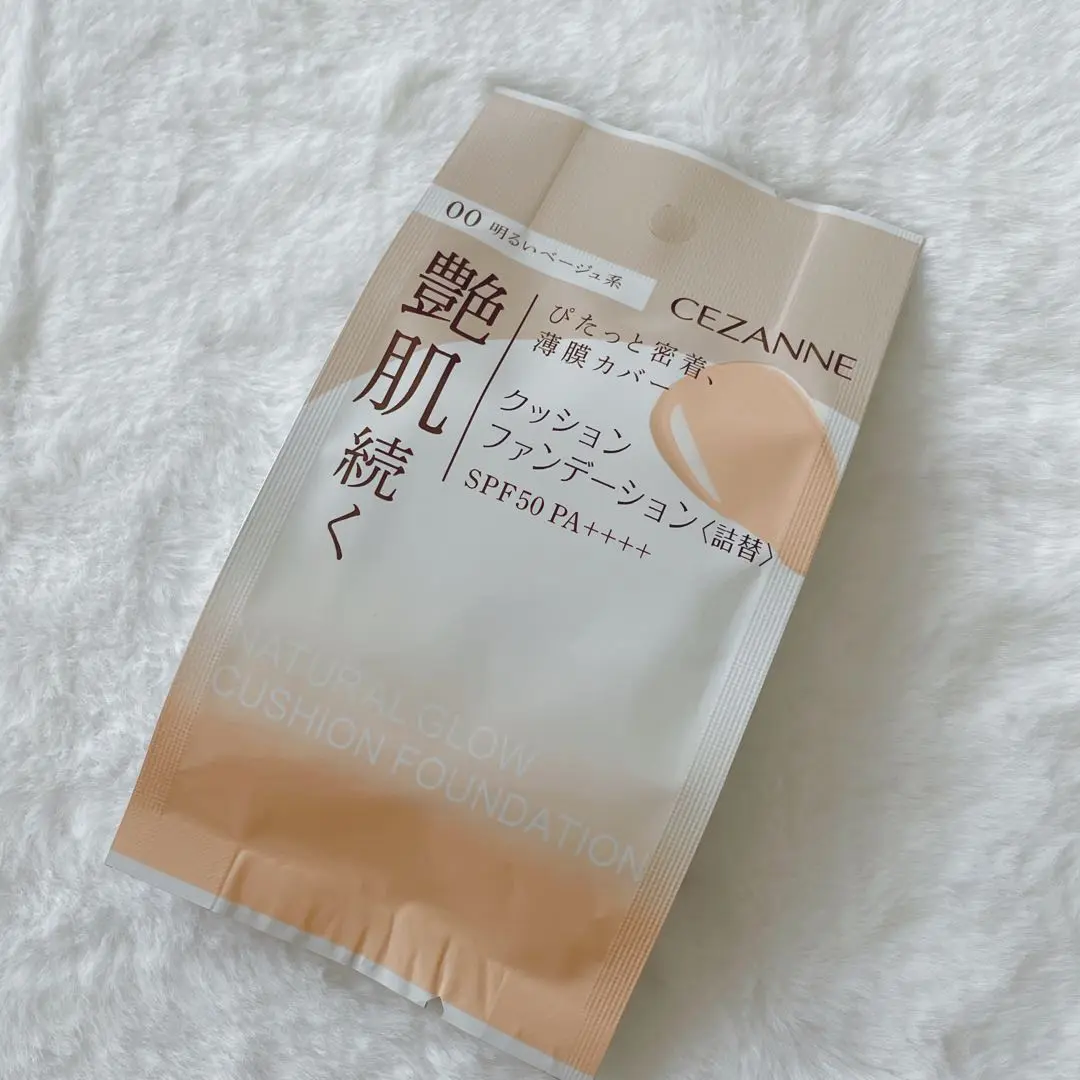 00 明るいベージュ系
CEZANNE
艶肌続く
ぴたっと密着、
薄膜カバー
クッション
ファンデーション〈詰替〉
SPF50 PA++++
NATURAL GLOW
CUSHION FOUNDATION